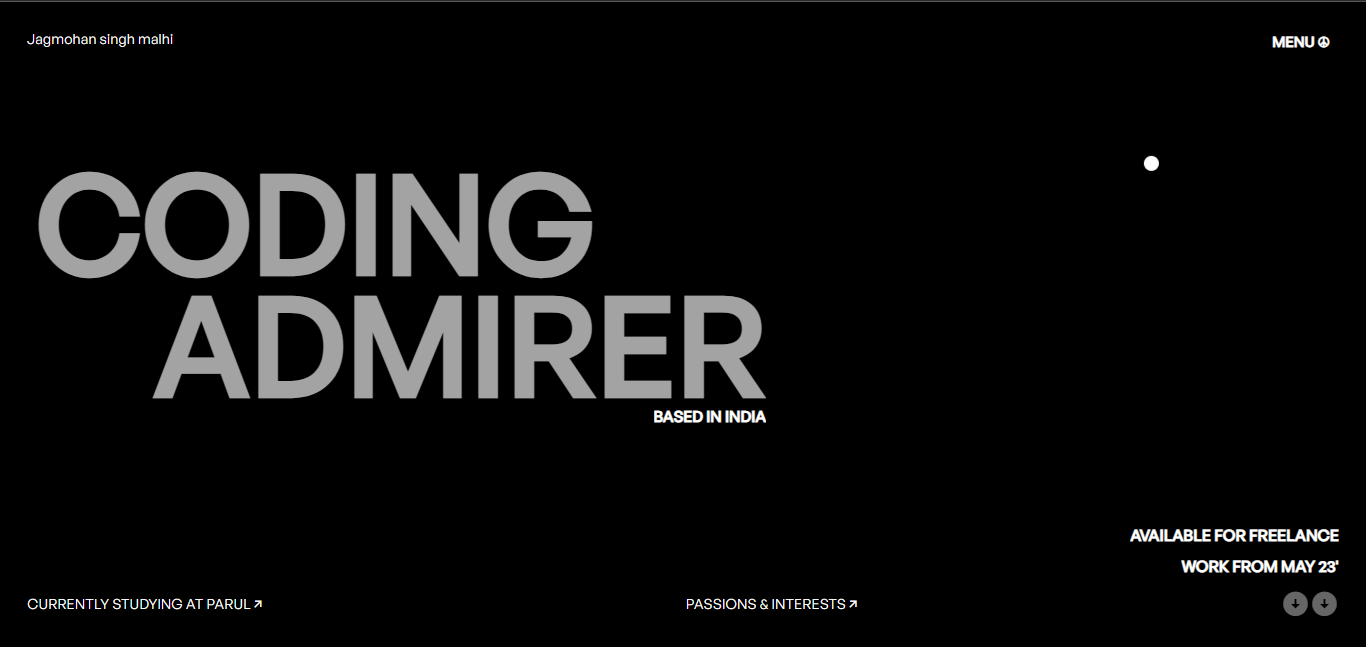 Jagmohan singh malhi
MENU ☮
CODING
ADMIRER
BASED IN INDIA
AVAILABLE FOR FREELANCE
WORK FROM MAY 23'
CURRENTLY STUDYING AT PARUL ↗
PASSIONS & INTERESTS ↗